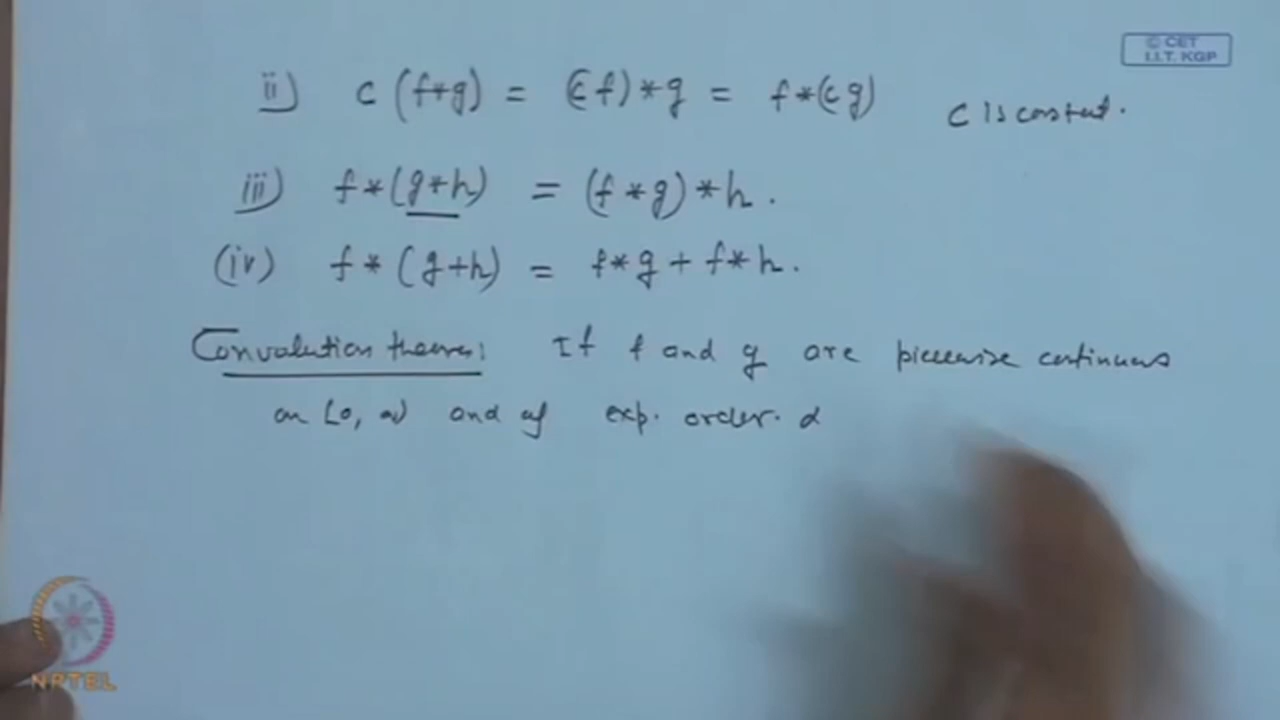 © CET
I.I.T. KGP
ii) c (f*g) = (cf)*g = f*(cg) C is constant.
iii) f*(g*h) = (f*g)*h.
(iv) f*(g+h) = f*g + f*h.
Convolution theorem: If f and g are piecewise continuous
on [0, ∞) and of exp. order. α
NPTEL